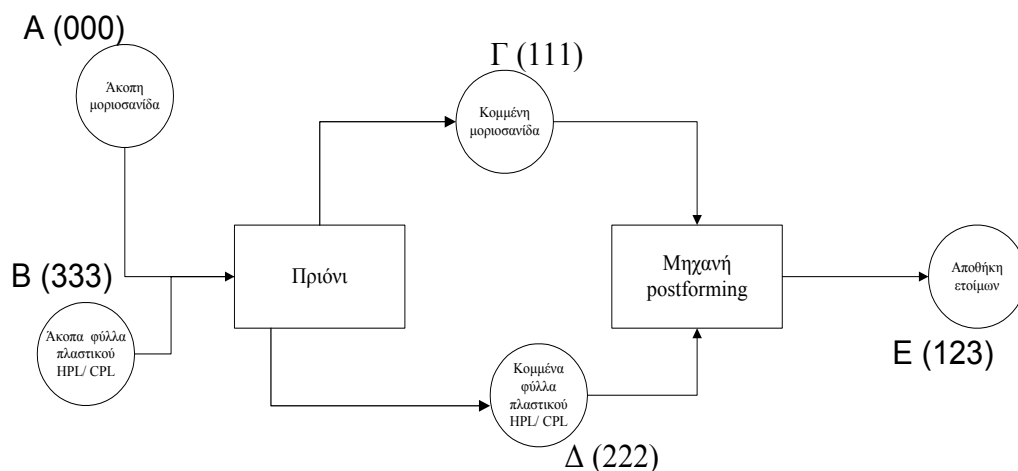 Α (000)
Άκοπη
μοριοσανίδα
Γ (111)
Κομμένη
μοριοσανίδα
Β (333)
Άκοπα φύλλα
πλαστικού
HPL/ CPL
Πριόνι
Μηχανή
postforming
Αποθήκη
ετοίμων
Ε (123)
Κομμένα
φύλλα
πλαστικού
HPL/ CPL
Δ (222)